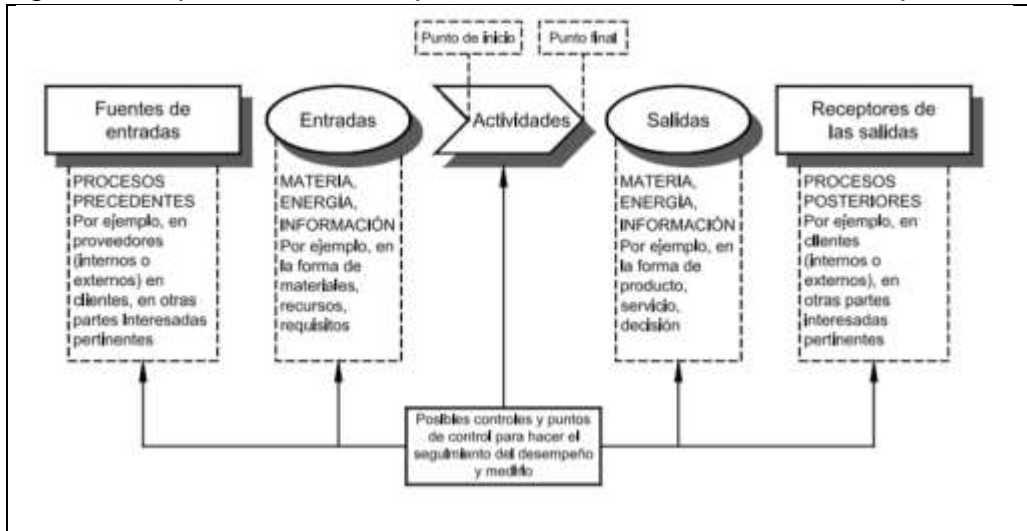 Punto de inicio
Punto final
Fuentes de
entradas
Entradas
Actividades
Salidas
Receptores de
las salidas
PROCESOS
PRECEDENTES
Por ejemplo, en
proveedores
(internos o
externos) en
clientes, en otras
partes interesadas
pertinentes
MATERIA,
ENERGÍA,
INFORMACIÓN
Por ejemplo, en
la forma de
materiales,
recursos,
requisitos
MATERIA,
ENERGÍA,
INFORMACIÓN
Por ejemplo, en
la forma de
producto,
servicio,
decisión
PROCESOS
POSTERIORES
Por ejemplo, en
clientes
(internos o
externos), en
otras partes
interesadas
pertinentes
Posibles controles y puntos
de control para hacer el
seguimiento del desempeño
y medirlo